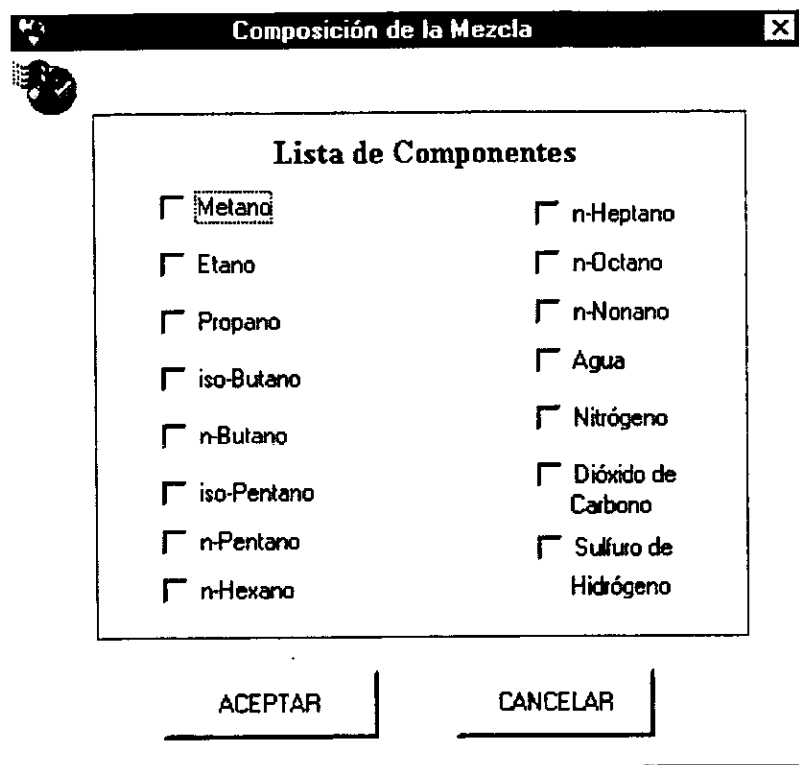 Composición de la Mezcla
Lista de Componentes
Metano
Etano
Propano
iso-Butano
n-Butano
iso-Pentano
n-Pentano
n-Hexano
n-Heptano
n-Octano
n-Nonano
Agua
Nitrógeno
Dióxido de
Carbono
Sulfuro de
Hidrógeno
ACEPTAR
CANCELAR